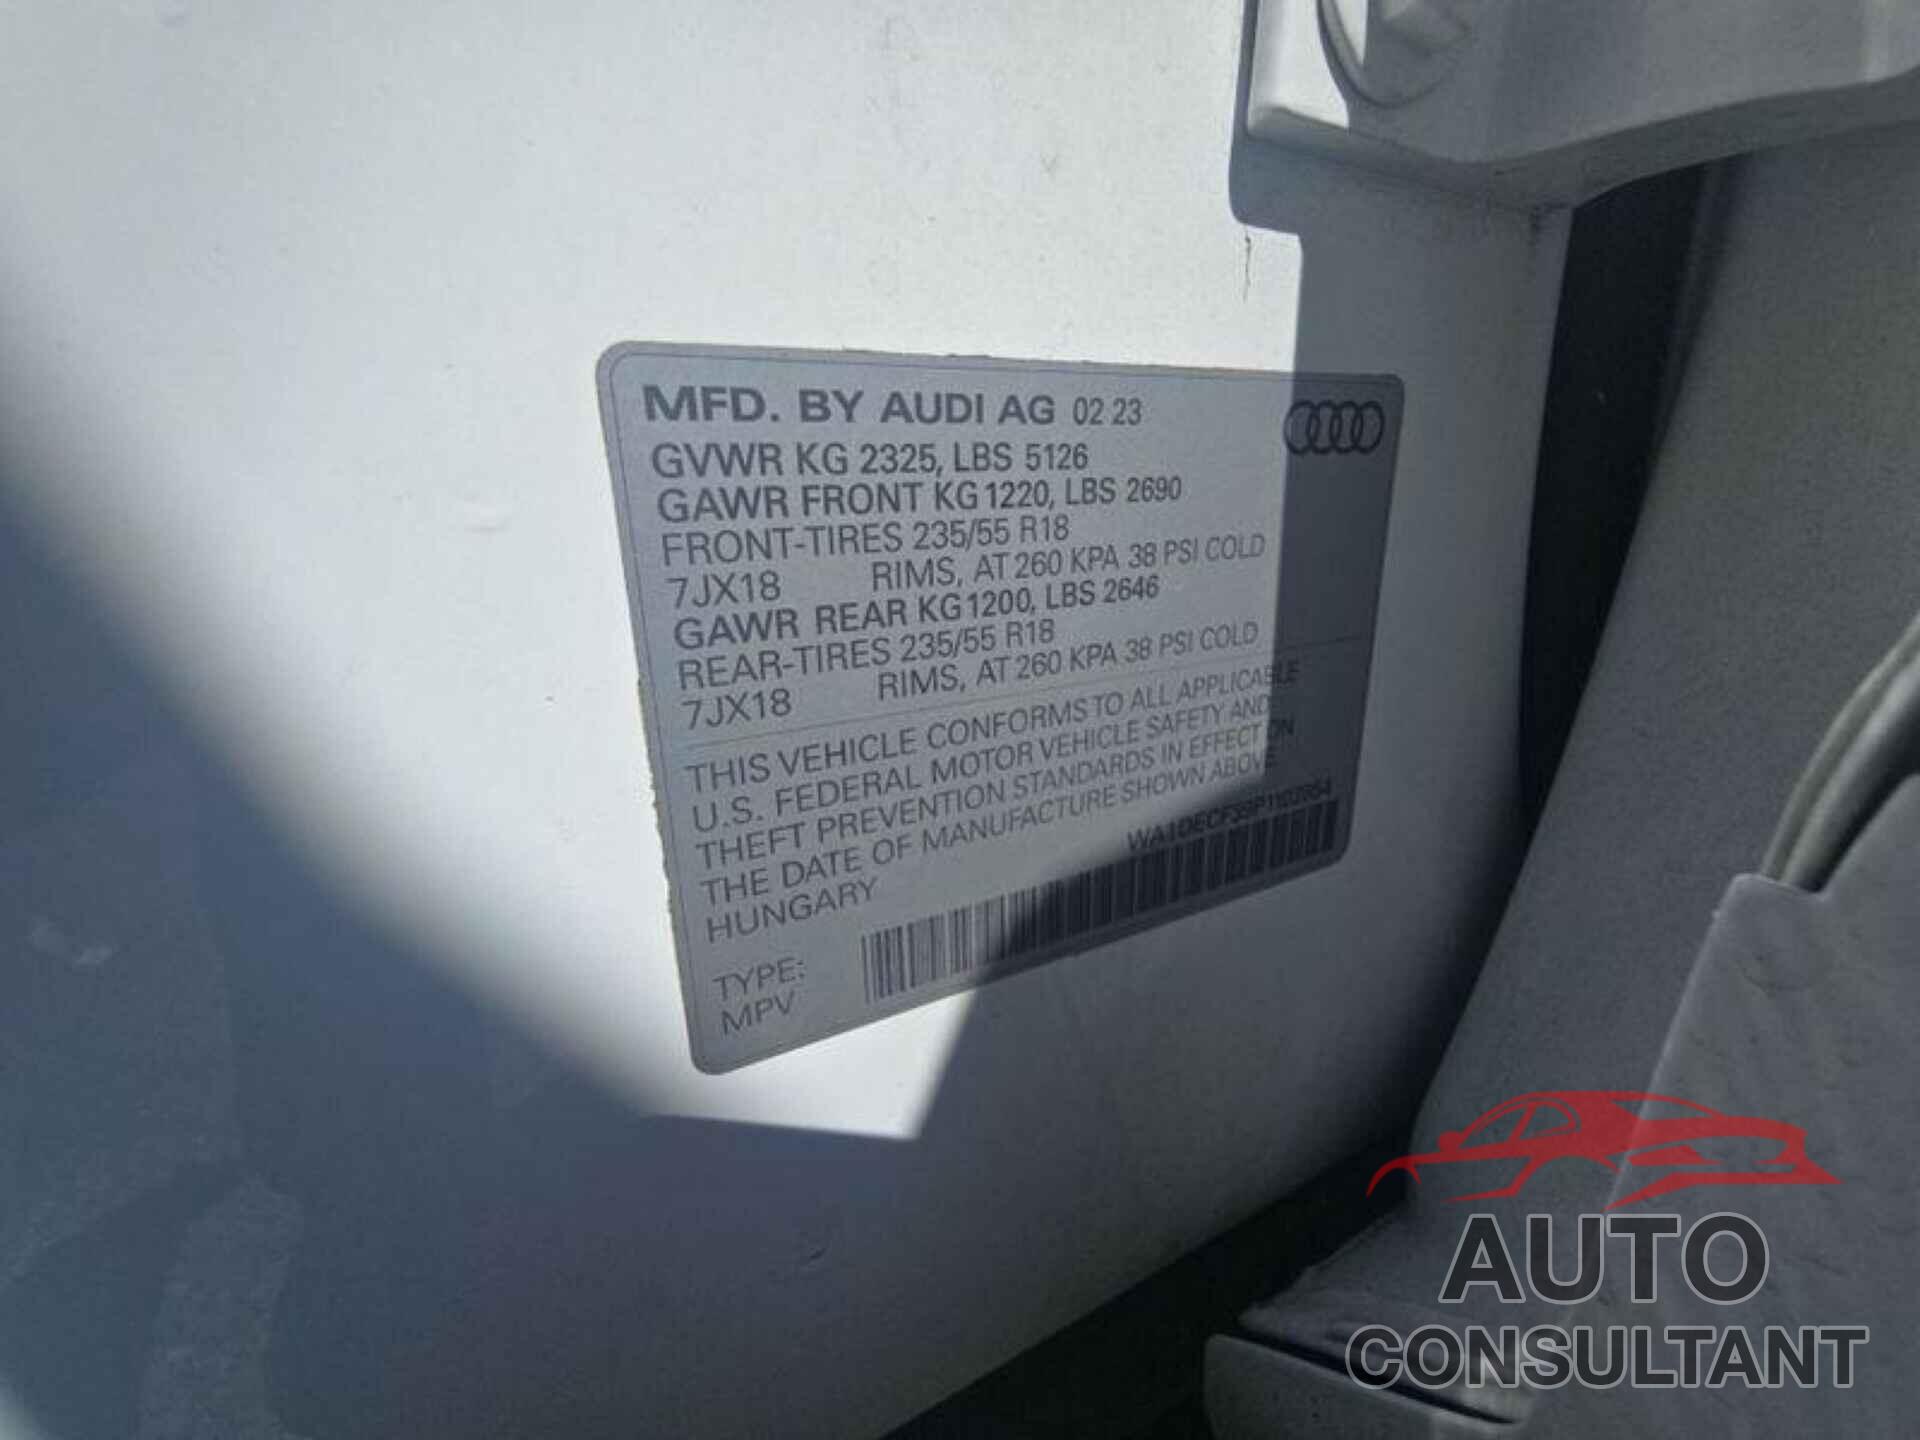 MFD. BY AUDI AG 02 23
GVWR KG 2325, LBS 5126
GAWR FRONT KG 1220, LBS 2690
FRONT-TIRES 235/55 R18
7JX18 RIMS, AT 260 KPA 38 PSI COLD
GAWR REAR KG 1200, LBS 2646
REAR-TIRES 235/55 R18
7JX18 RIMS, AT 260 KPA 38 PSI COLD
THIS VEHICLE CONFORMS TO ALL APPLICABLE
U.S. FEDERAL MOTOR VEHICLE SAFETY AND
THEFT PREVENTION STANDARDS IN EFFECT ON
THE DATE OF MANUFACTURE SHOWN ABOVE
HUNGARY
TYPE:
MPV
AUTO
CONSULTANT